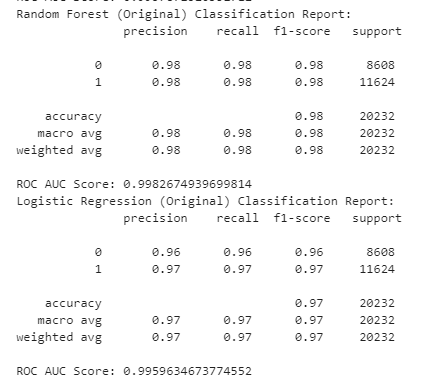 Random Forest (Original) Classification Report:
precision recall f1-score support
0 0.98 0.98 0.98 8608
1 0.98 0.98 0.98 11624
accuracy 0.98 20232
macro avg 0.98 0.98 0.98 20232
weighted avg 0.98 0.98 0.98 20232
ROC AUC Score: 0.9982674939699814
Logistic Regression (Original) Classification Report:
precision recall f1-score support
0 0.96 0.96 0.96 8608
1 0.97 0.97 0.97 11624
accuracy 0.97 20232
macro avg 0.97 0.97 0.97 20232
weighted avg 0.97 0.97 0.97 20232
ROC AUC Score: 0.9959634673774552